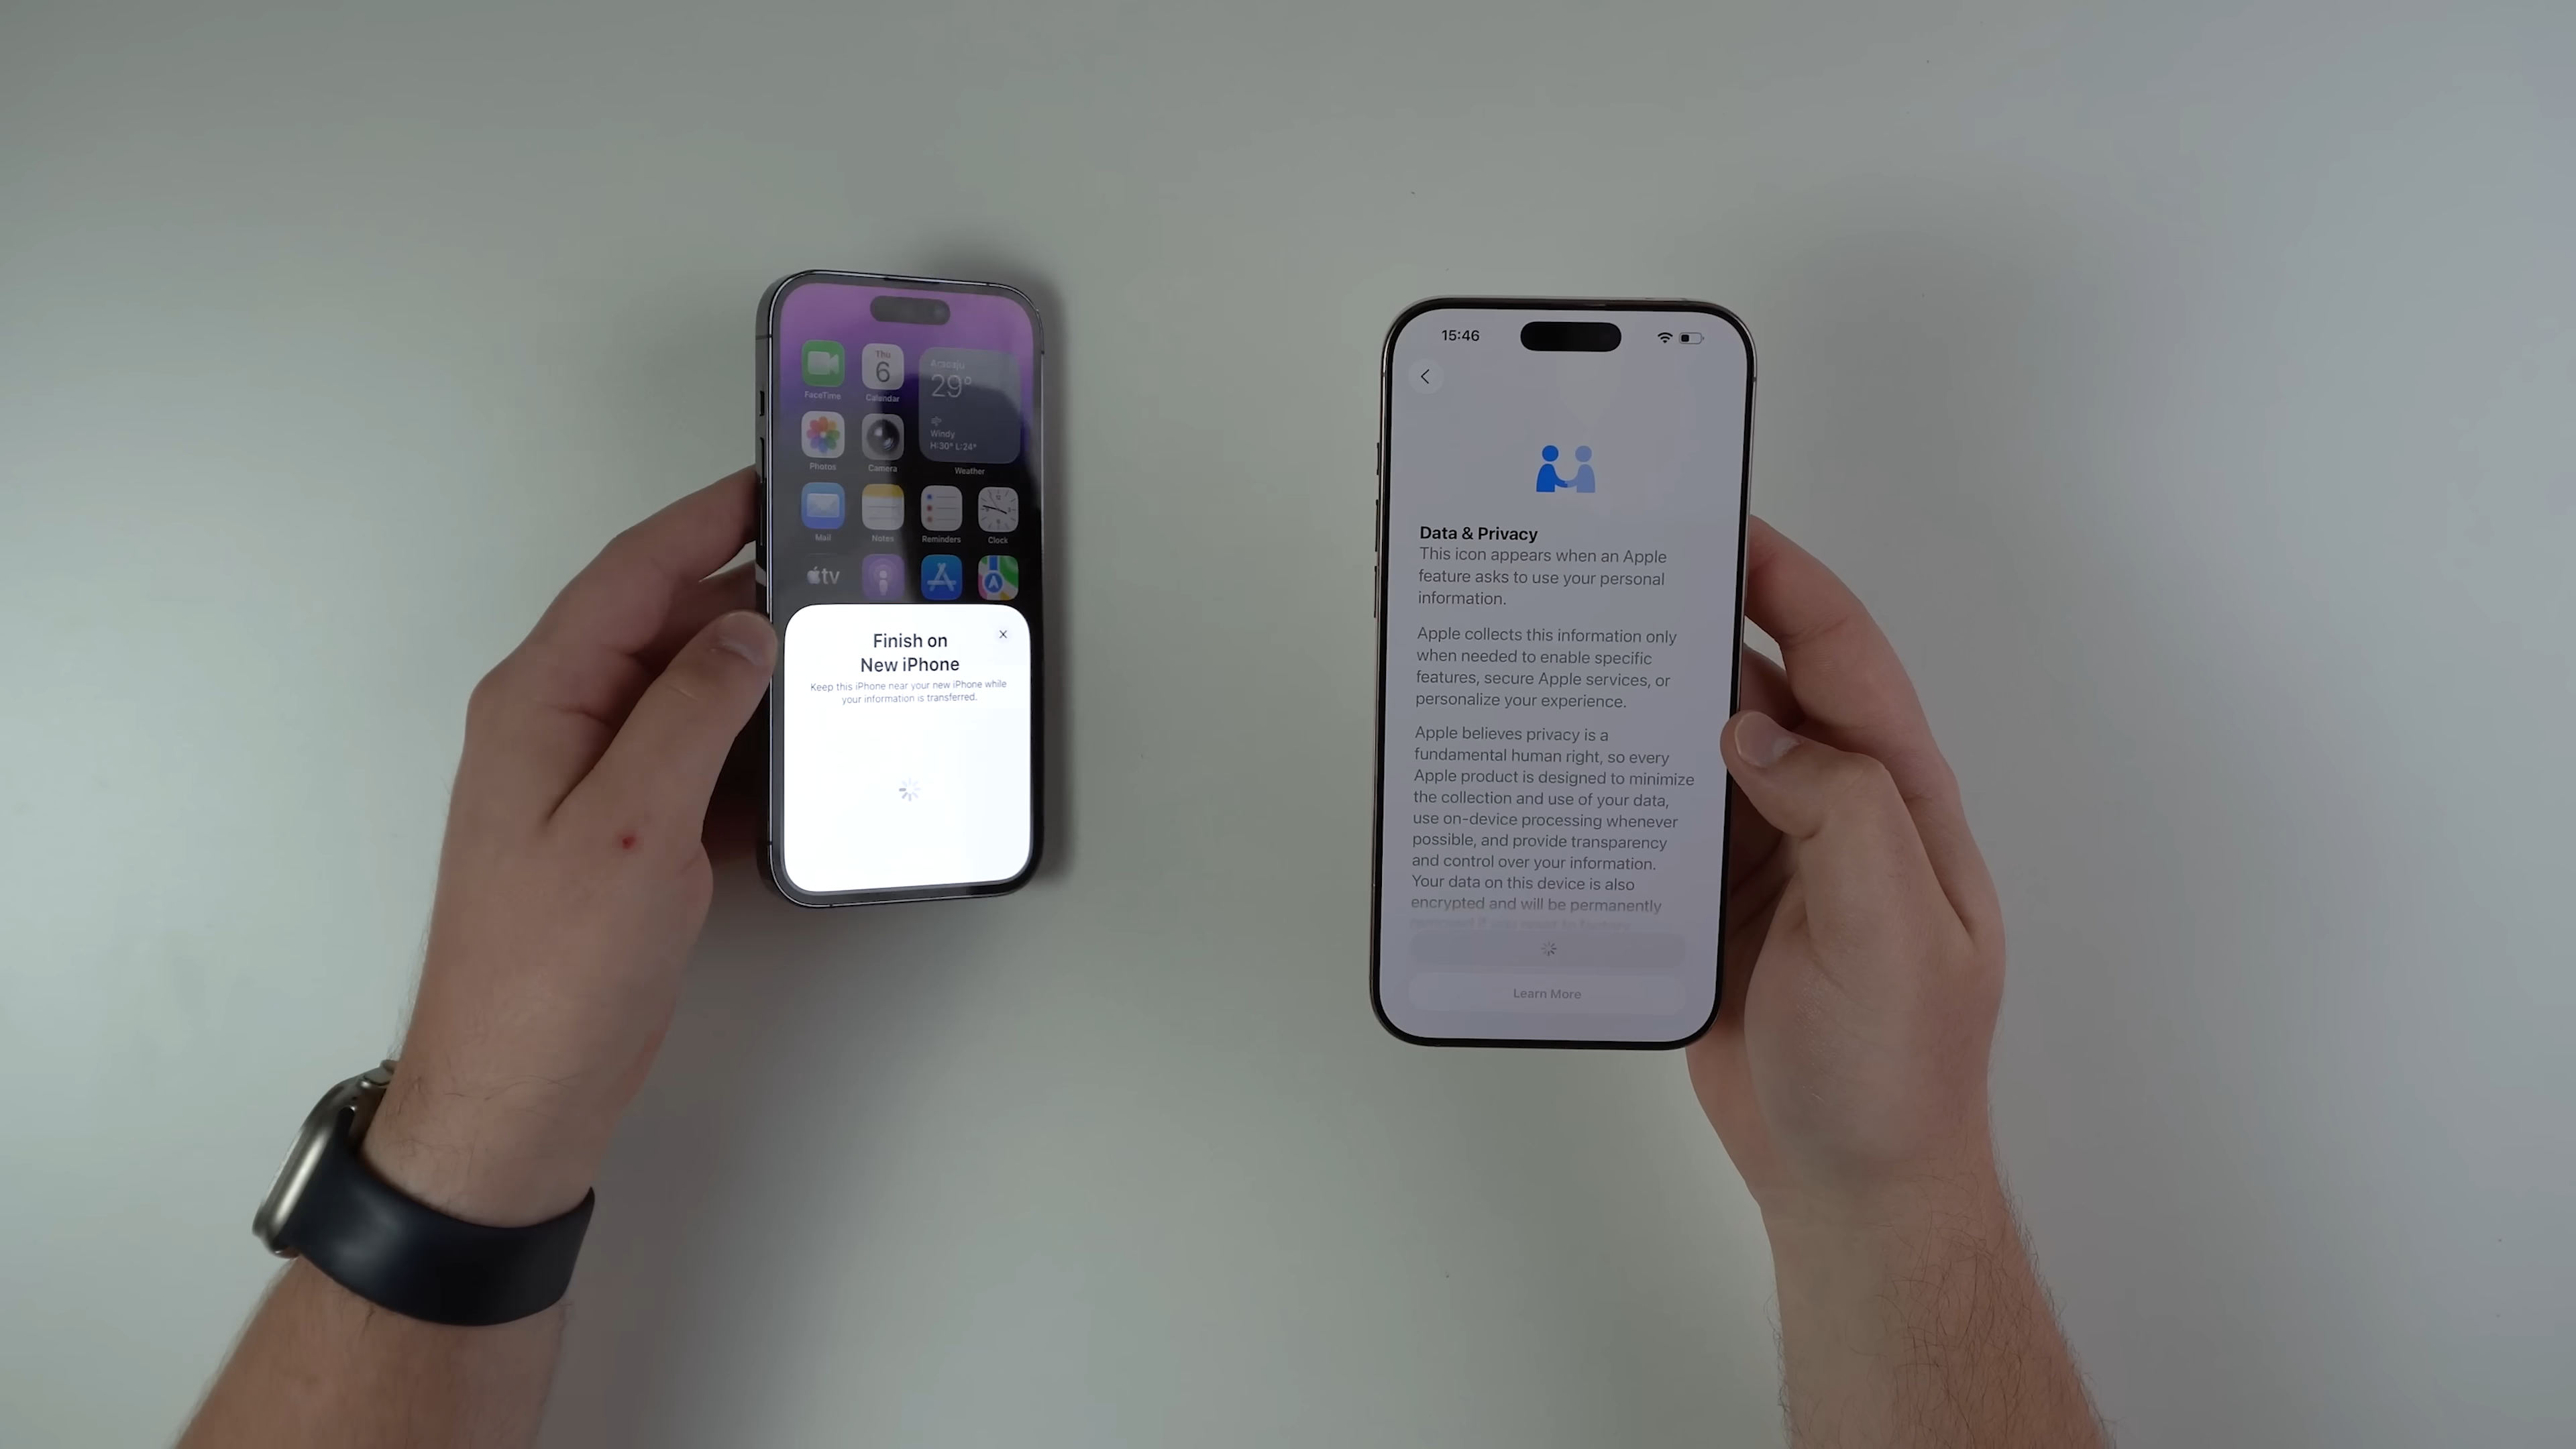 Thu
6
FaceTime
Calendar
Aracaju
29°
Windy
H:30° L:24°
Photos
Camera
Weather
Mail
Notes
Reminders
Clock
tv
Finish on
New iPhone
Keep this iPhone near your new iPhone while
your information is transferred.
15:46
Data & Privacy
This icon appears when an Apple
feature asks to use your personal
information.
Apple collects this information only
when needed to enable specific
features, secure Apple services, or
personalize your experience.
Apple believes privacy is a
fundamental human right, so every
Apple product is designed to minimize
the collection and use of your data,
use on-device processing whenever
possible, and provide transparency
and control over your information.
Your data on this device is also
encrypted and will be permanently
Learn More